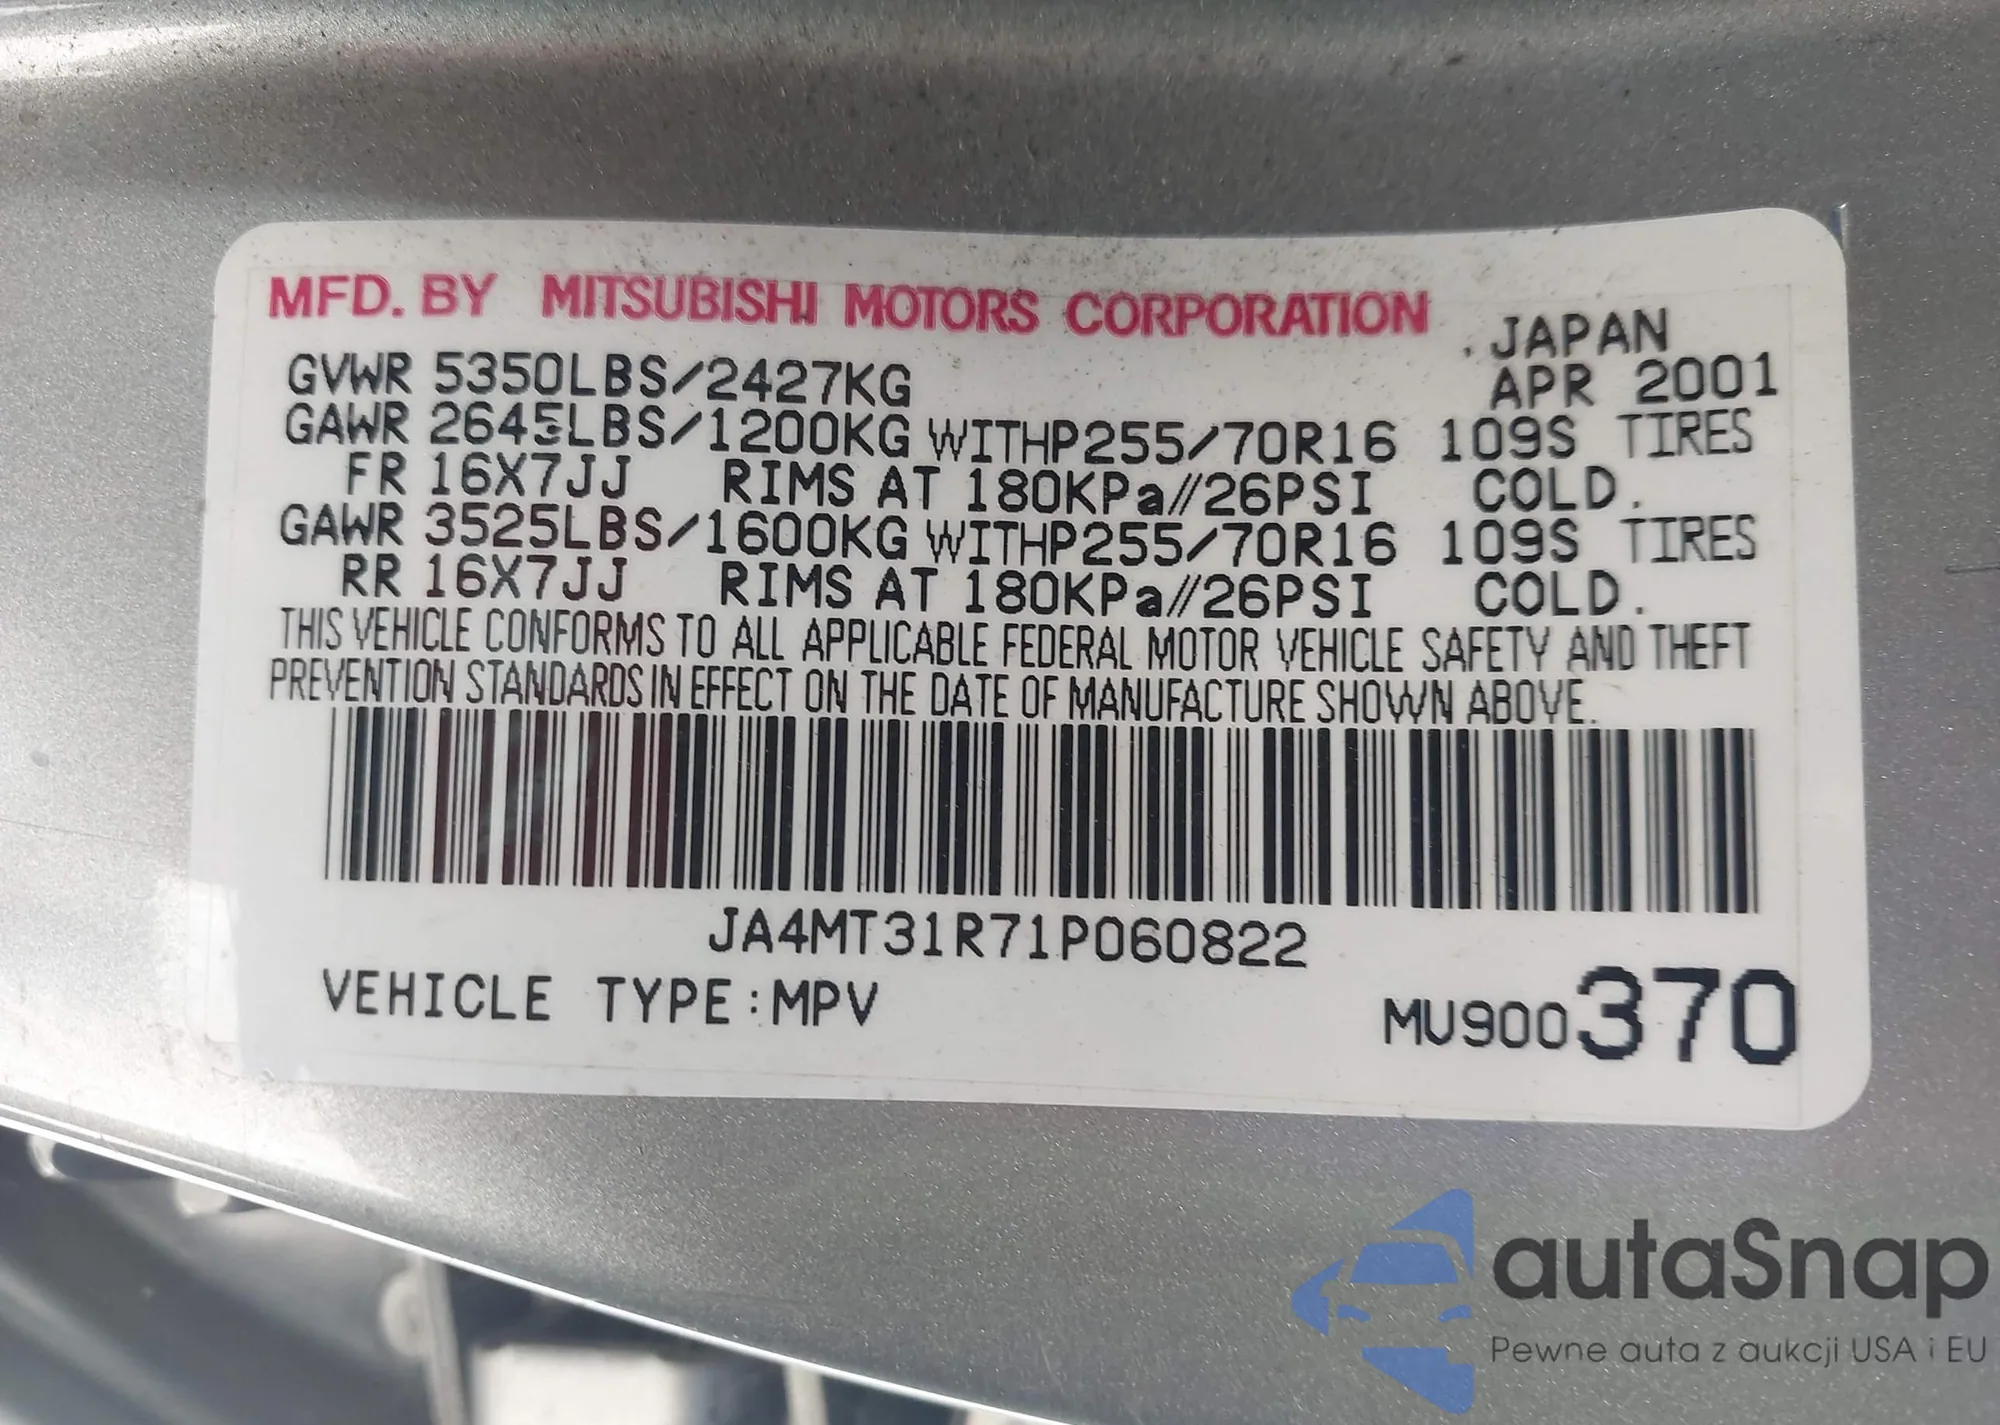 MFD. BY MITSUBISHI MOTORS CORPORATION
JAPAN
GVWR 5350LBS/2427KG APR 2001
GAWR 2645LBS/1200KG WITHP255/70R16 109S TIRES
FR 16X7JJ RIMS AT 180KPa//26PSI COLD.
GAWR 3525LBS/1600KG WITHP255/70R16 109S TIRES
RR 16X7JJ RIMS AT 180KPa//26PSI COLD.
THIS VEHICLE CONFORMS TO ALL APPLICABLE FEDERAL MOTOR VEHICLE SAFETY AND THEFT
PREVENTION STANDARDS IN EFFECT ON THE DATE OF MANUFACTURE SHOWN ABOVE.
JA4MT31R71P060822
VEHICLE TYPE:MPV MU900370
autaSnap
Pewne auta z aukcji USA i EU